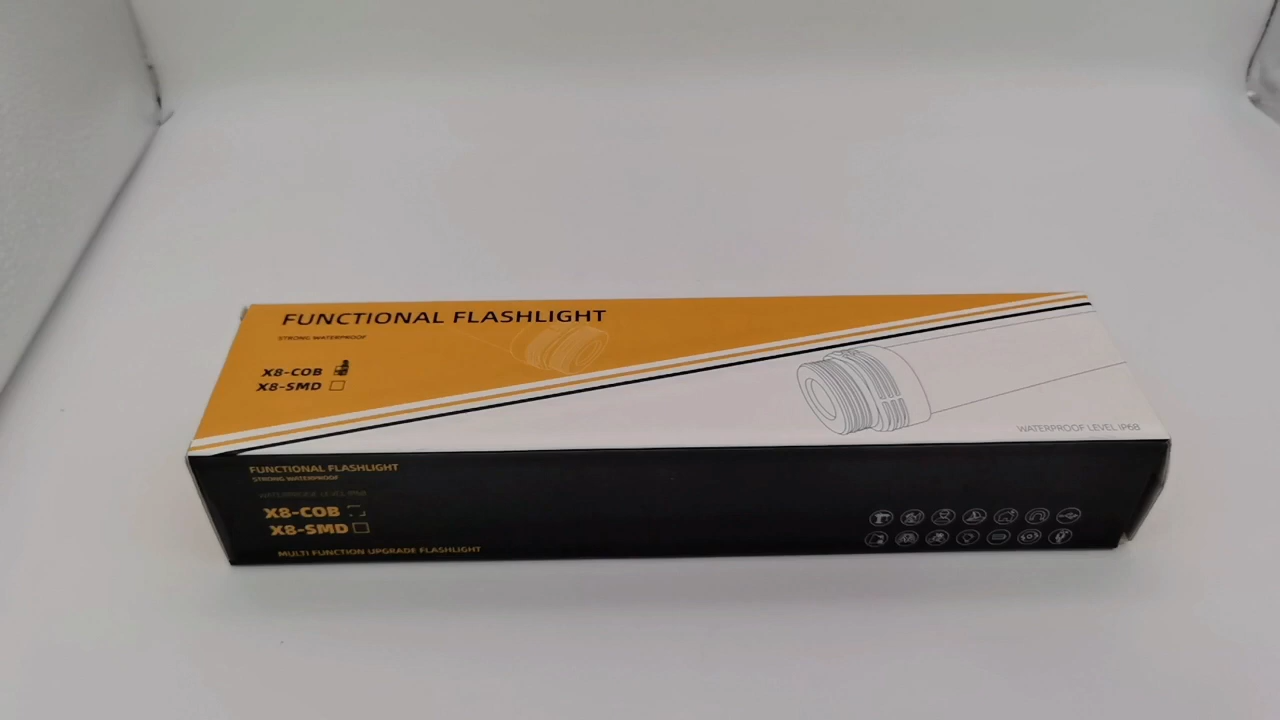 FUNCTIONAL FLASHLIGHT
STRONG WATERPROOF
X8-COB
X8-SMD
WATERPROOF LEVEL IP68
FUNCTIONAL FLASHLIGHT
STRONG WATERPROOF
WATERPROOF LEVEL IP68
X8-COB
X8-SMD
MULTI FUNCTION UPGRADE FLASHLIGHT